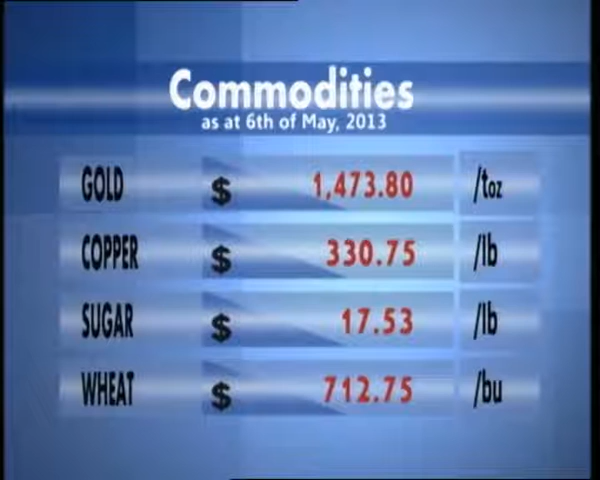 Commodities
as at 6th of May, 2013
GOLD $ 1,473.80 /toz
COPPER $ 330.75 /lb
SUGAR $ 17.53 /lb
WHEAT $ 712.75 /bu